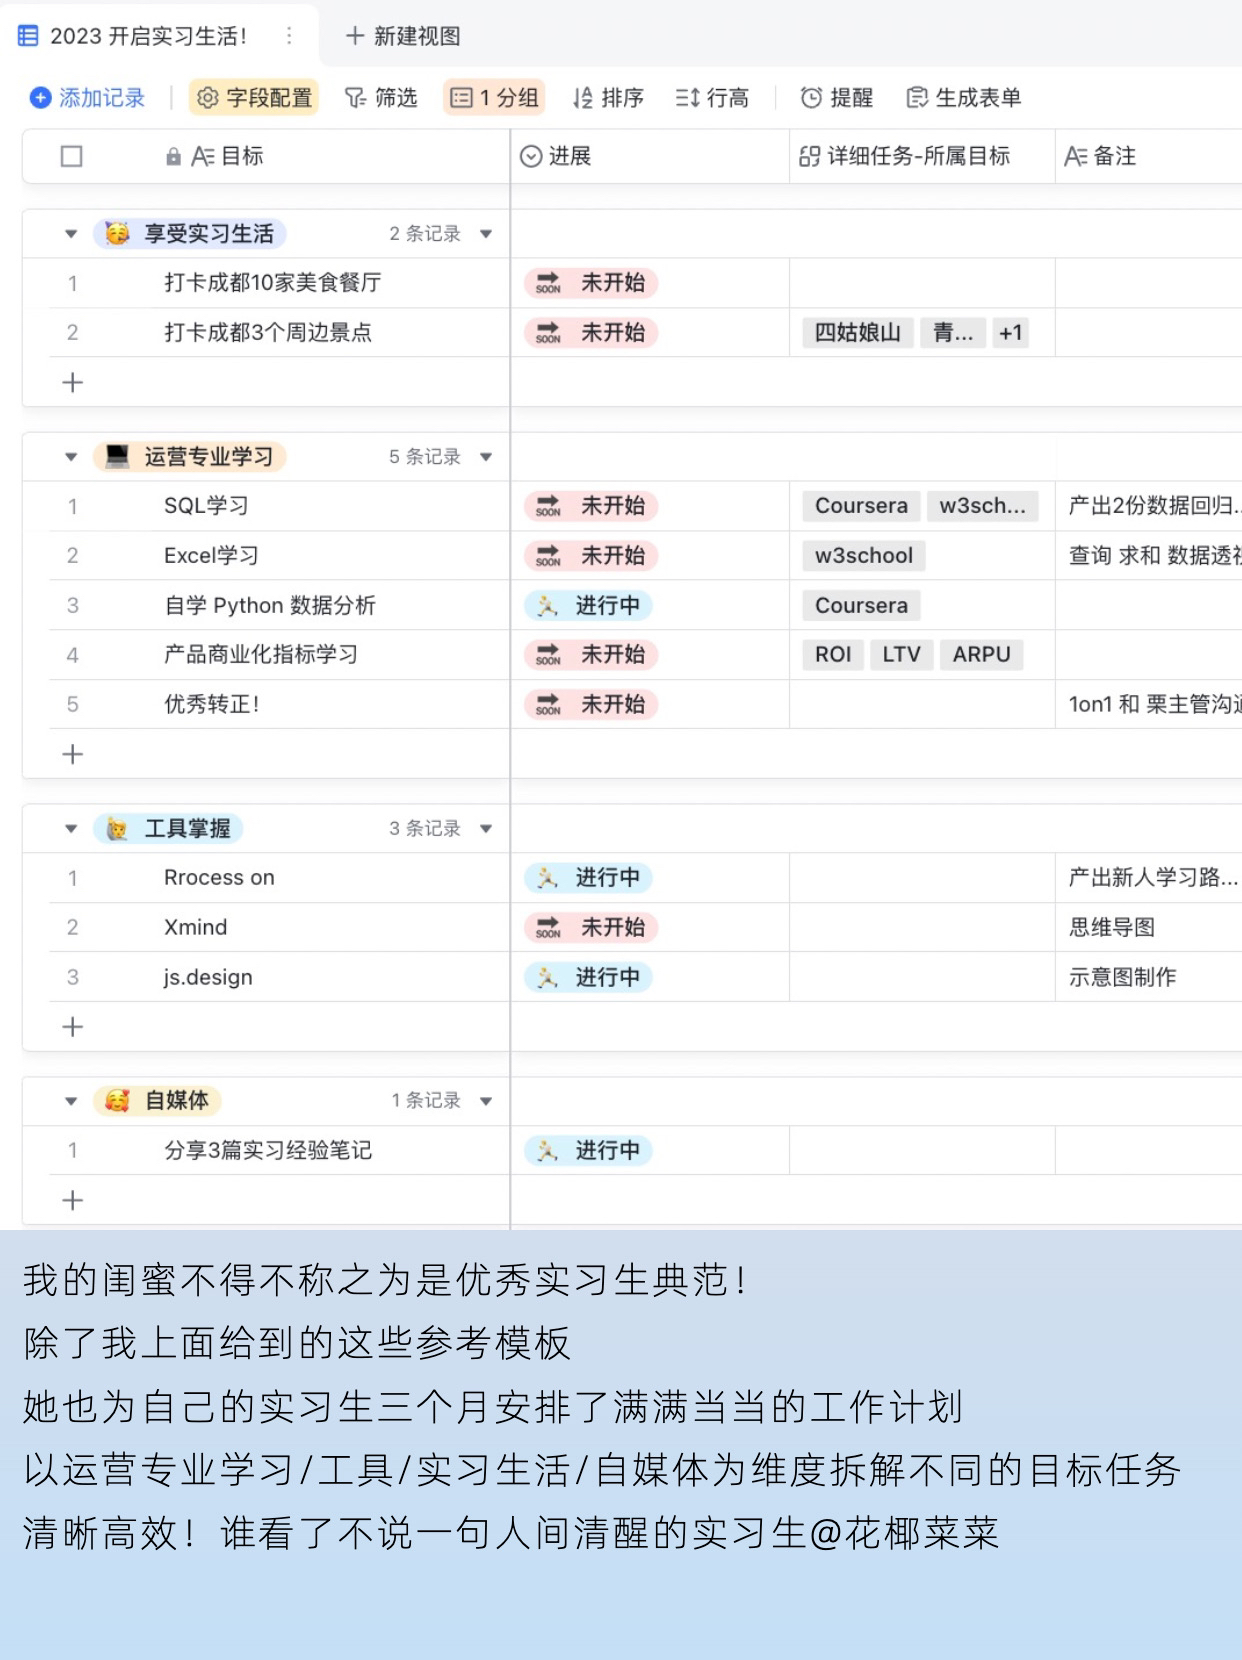 2023 开启实习生活！ 新建视图
添加记录 字段配置 筛选 1 分组 排序 行高 提醒 生成表单
目标 进展 详细任务-所属目标 备注
享受实习生活 2 条记录
1 打卡成都10家美食餐厅 SOON 未开始
2 打卡成都3个周边景点 SOON 未开始 四姑娘山 青... +1
运营专业学习 5 条记录
1 SQL学习 SOON 未开始 Coursera w3sch... 产出2份数据回归...
2 Excel学习 SOON 未开始 w3school 查询 求和 数据透视
3 自学 Python 数据分析 进行中 Coursera
4 产品商业化指标学习 SOON 未开始 ROI LTV ARPU
5 优秀转正！ SOON 未开始 1on1 和 栗主管沟通
工具掌握 3 条记录
1 Rrocess on 进行中 产出新人学习路...
2 Xmind SOON 未开始 思维导图
3 js.design 进行中 示意图制作
自媒体 1 条记录
1 分享3篇实习经验笔记 进行中
我的闺蜜不得不称之为是优秀实习生典范！
除了我上面给到的这些参考模板
她也为自己的实习生三个月安排了满满当当的工作计划
以运营专业学习/工具/实习生活/自媒体为维度拆解不同的目标任务
清晰高效！谁看了不说一句人间清醒的实习生@花椰菜菜